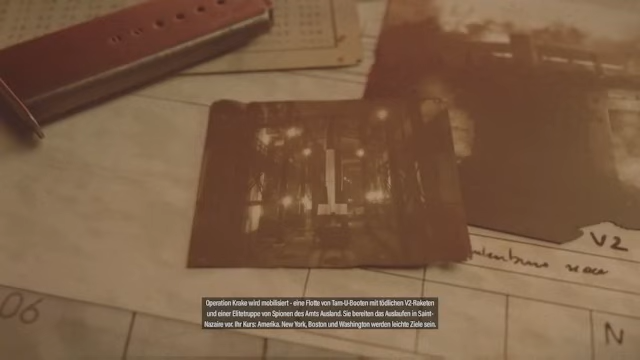 V2
06
Operation Krake wird mobilisiert - eine Flotte von Tarn-U-Booten mit tödlichen V2-Raketen
und einer Elitetruppe von Spionen des Amts Ausland. Sie bereiten das Auslaufen in Saint-
Nazaire vor. Ihr Kurs: Amerika. New York, Boston und Washington werden leichte Ziele sein.
N